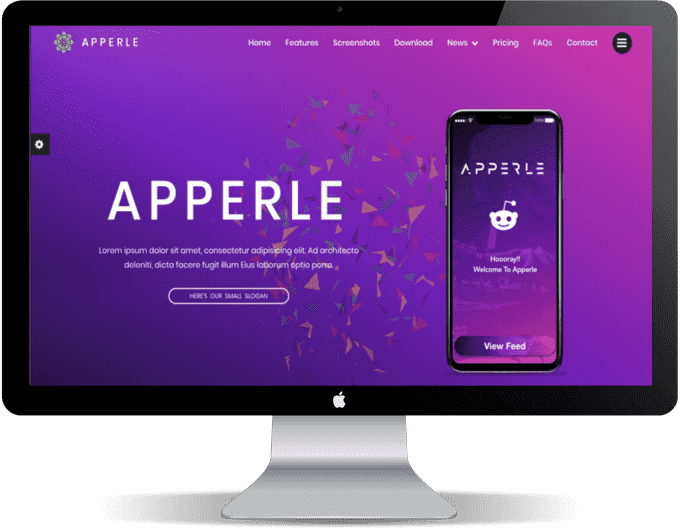 APPERLE
Home Features Screenshots Download News Pricing FAQs Contact
APPERLE
Lorem ipsum dolor sit amet, consectetur adipisicing elit. Ad architecto
deleniti, dicta facere fugit illum Eius laborum optio porro.
HERE'S OUR SMALL SLOGAN
APPERLE
Hoooray!!
Welcome To Apperle
View Feed